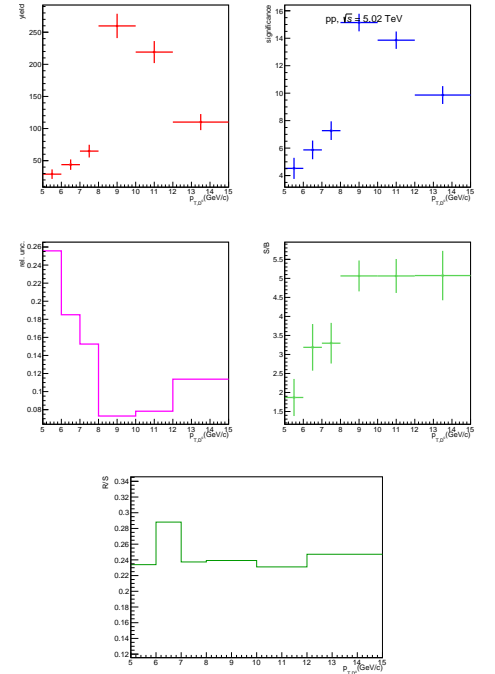 yield
250
200
150
100
50
5 6 7 8 9 10 11 12 13 14 15
p_T,D (GeV/c)
significance
pp, √s = 5.02 TeV
16
14
12
10
8
6
4
5 6 7 8 9 10 11 12 13 14 15
p_T,D (GeV/c)
rel. unc.
0.26
0.24
0.22
0.2
0.18
0.16
0.14
0.12
0.1
0.08
5 6 7 8 9 10 11 12 13 14 15
p_T,D (GeV/c)
S/B
5.5
5
4.5
4
3.5
3
2.5
2
1.5
5 6 7 8 9 10 11 12 13 14 15
p_T,D (GeV/c)
R/S
0.34
0.32
0.3
0.28
0.26
0.24
0.22
0.2
0.18
0.16
0.14
0.12
5 6 7 8 9 10 11 12 13 14 15
p_T,D (GeV/c)